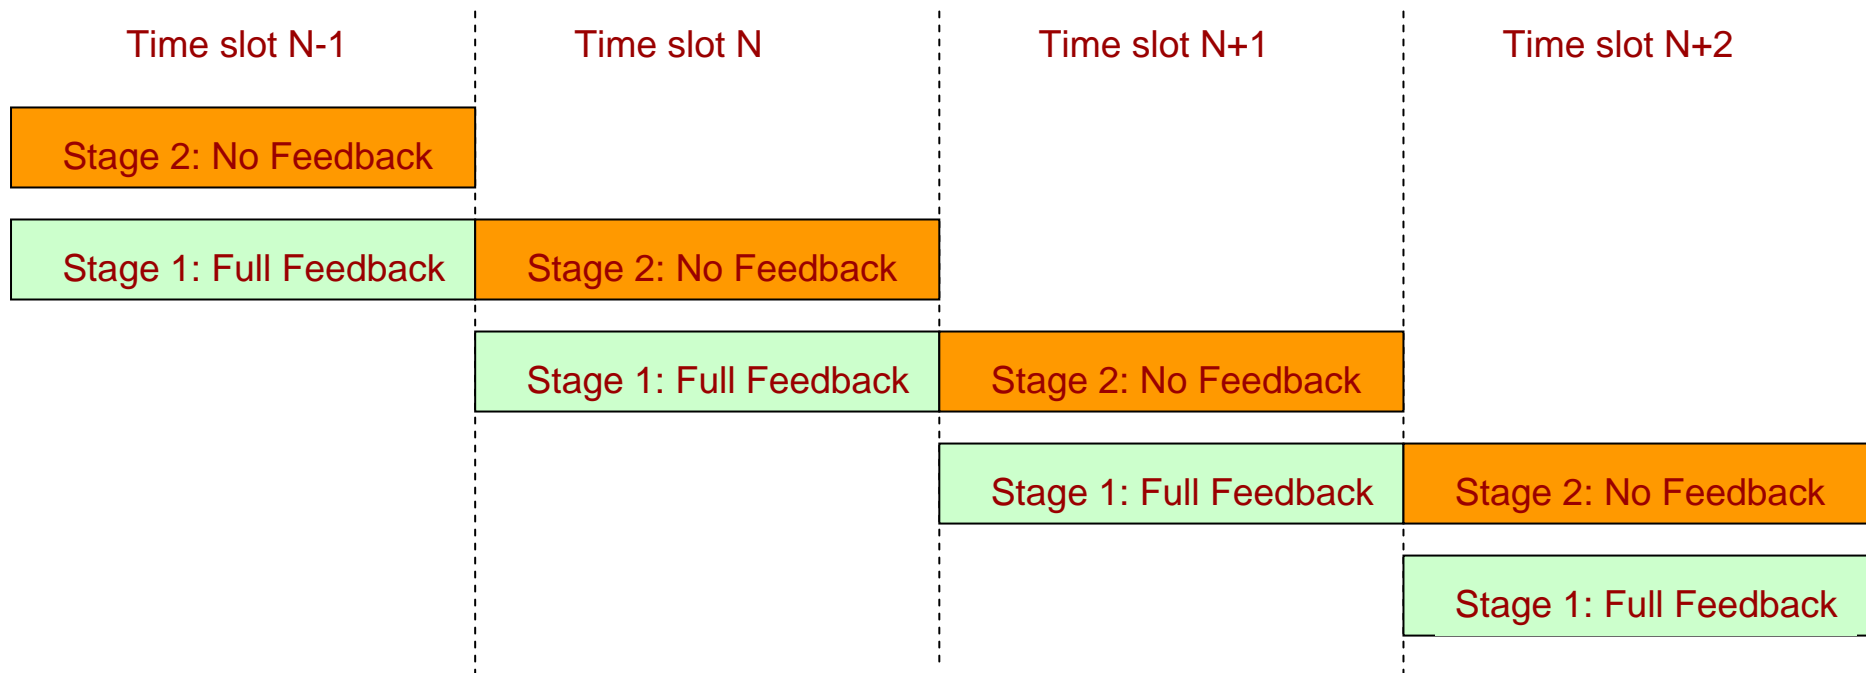 Time slot N-1
Time slot N
Time slot N+1
Time slot N+2
Stage 2: No Feedback
Stage 1: Full Feedback
Stage 2: No Feedback
Stage 1: Full Feedback
Stage 2: No Feedback
Stage 1: Full Feedback
Stage 2: No Feedback
Stage 1: Full Feedback